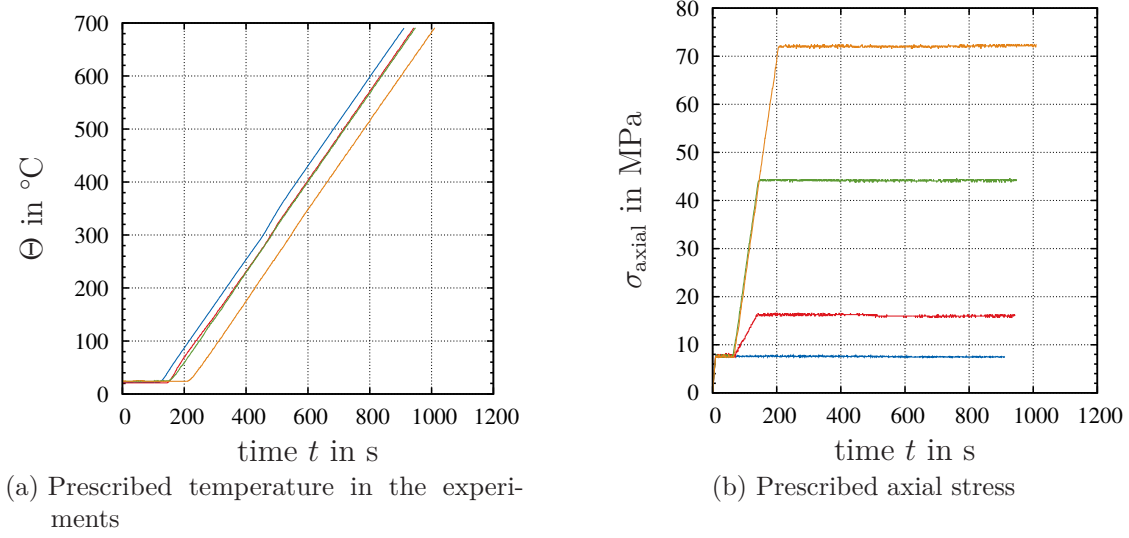 700
600
500
400
300
200
100
0
0 200 400 600 800 1000 1200
Θ in °C
time t in s
(a) Prescribed temperature in the experi-
ments
80
70
60
50
40
30
20
10
0
0 200 400 600 800 1000 1200
σaxial in MPa
time t in s
(b) Prescribed axial stress